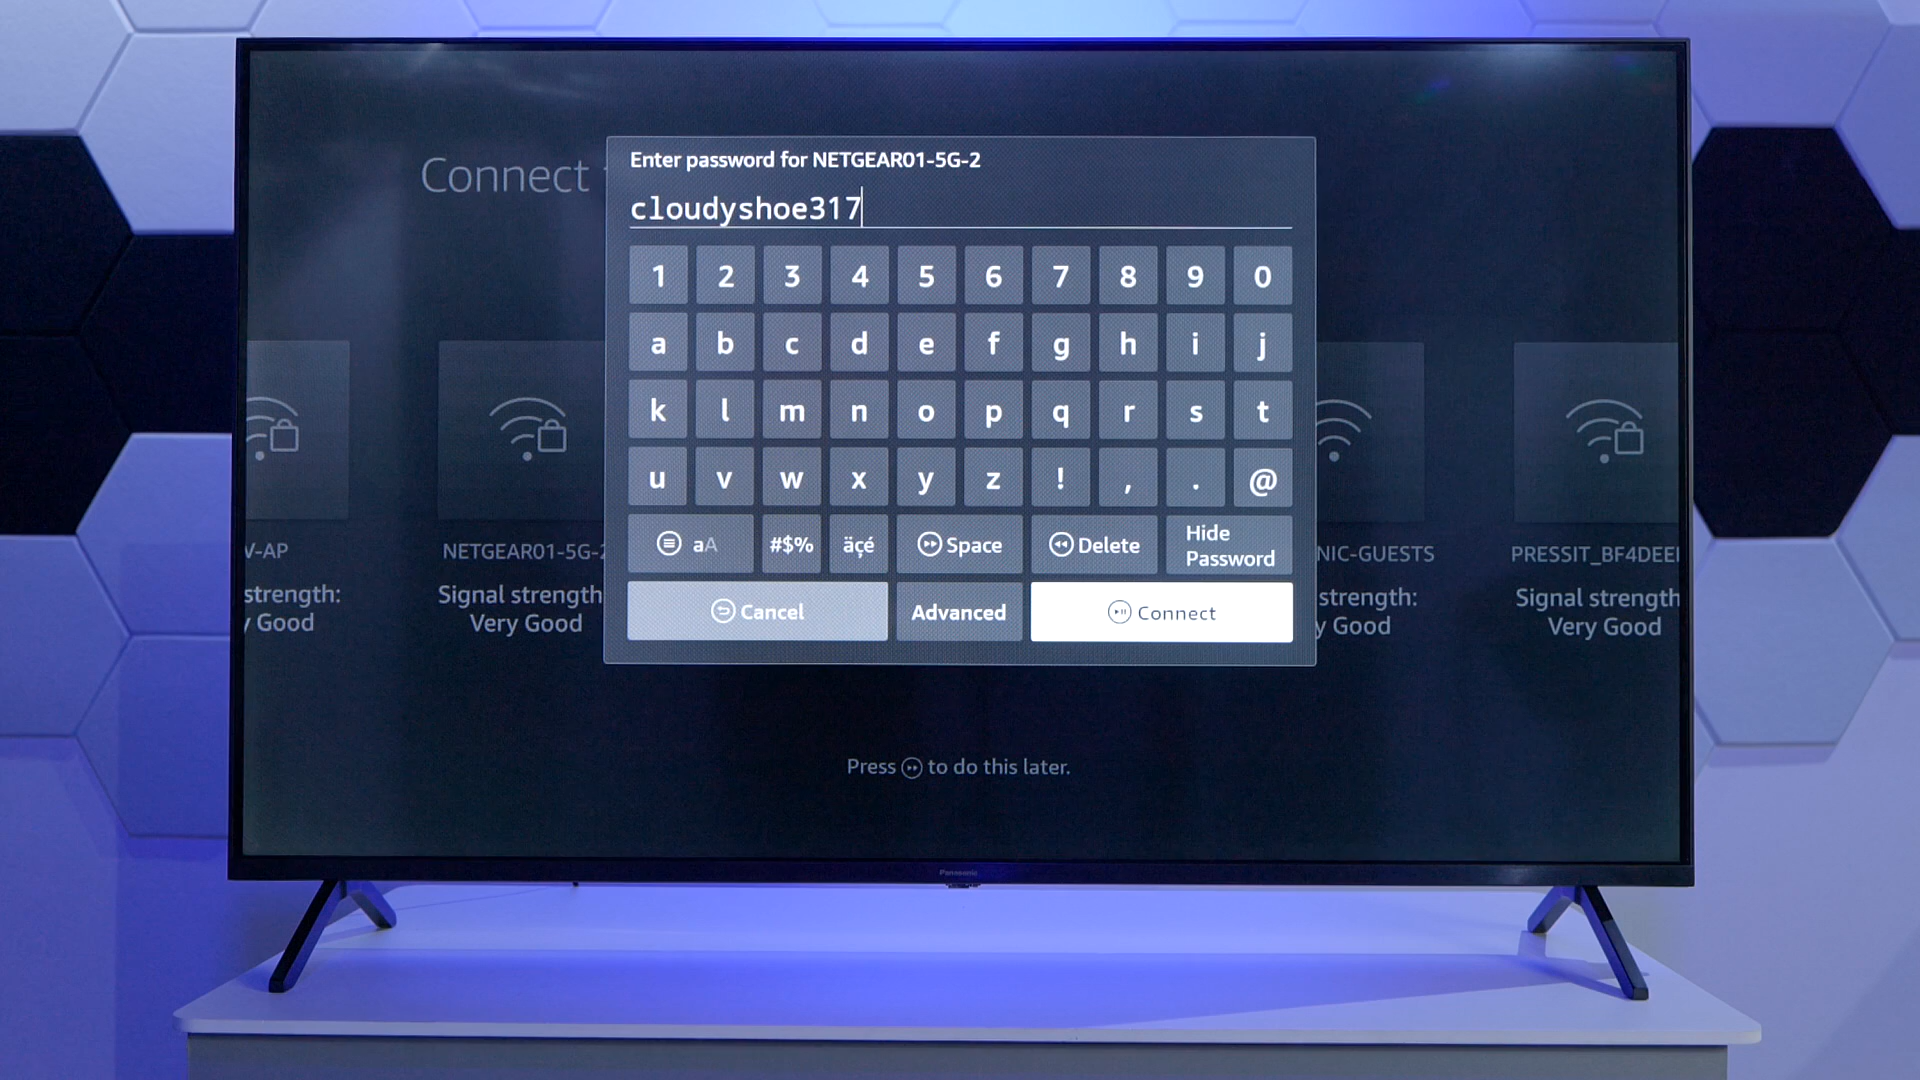 Connect
Enter password for NETGEAR01-5G-2
cloudyshoe317
1 2 3 4 5 6 7 8 9 0
a b c d e f g h i j
k l m n o p q r s t
u v w x y z ! , . @
aA #$% äçé Space Delete Hide Password
Cancel Advanced Connect
V-AP
strength:
Good
NETGEAR01-5G-2
Signal strength
Very Good
NIC-GUESTS
strength:
y Good
PRESSIT_BF4DEE
Signal strength
Very Good
Press to do this later.
Panasonic